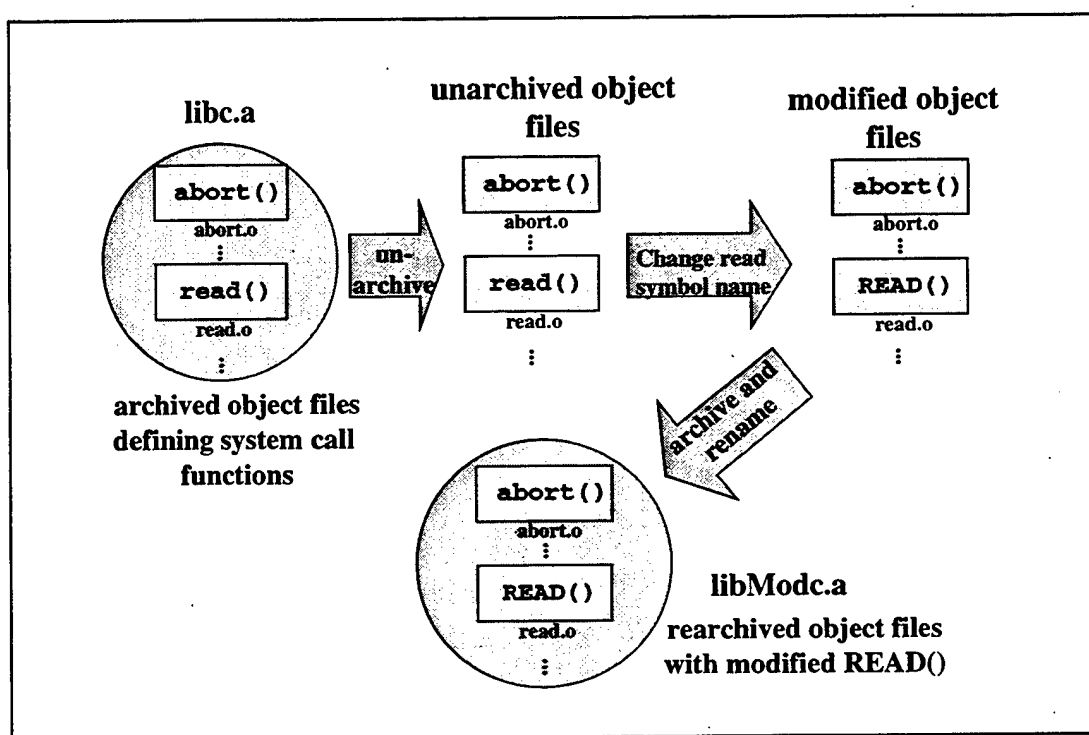 libc.a
abort()
abort.o
read()
read.o
archived object files
defining system call
functions
un-
archive
unarchived object
files
abort()
abort.o
read()
read.o
Change read
symbol name
modified object
files
abort()
abort.o
READ()
read.o
archive and
rename
abort()
abort.o
READ()
read.o
libModc.a
rearchived object files
with modified READ()